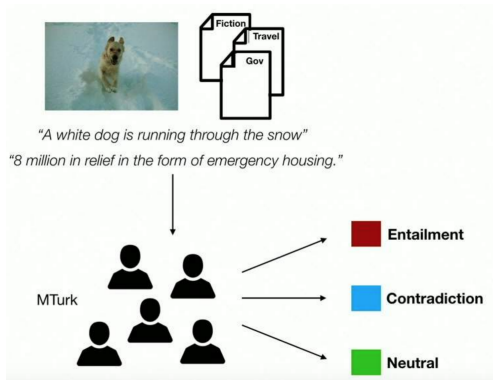 Fiction
Travel
Gov
“A white dog is running through the snow”
“8 million in relief in the form of emergency housing.”
Entailment
MTurk
Contradiction
Neutral